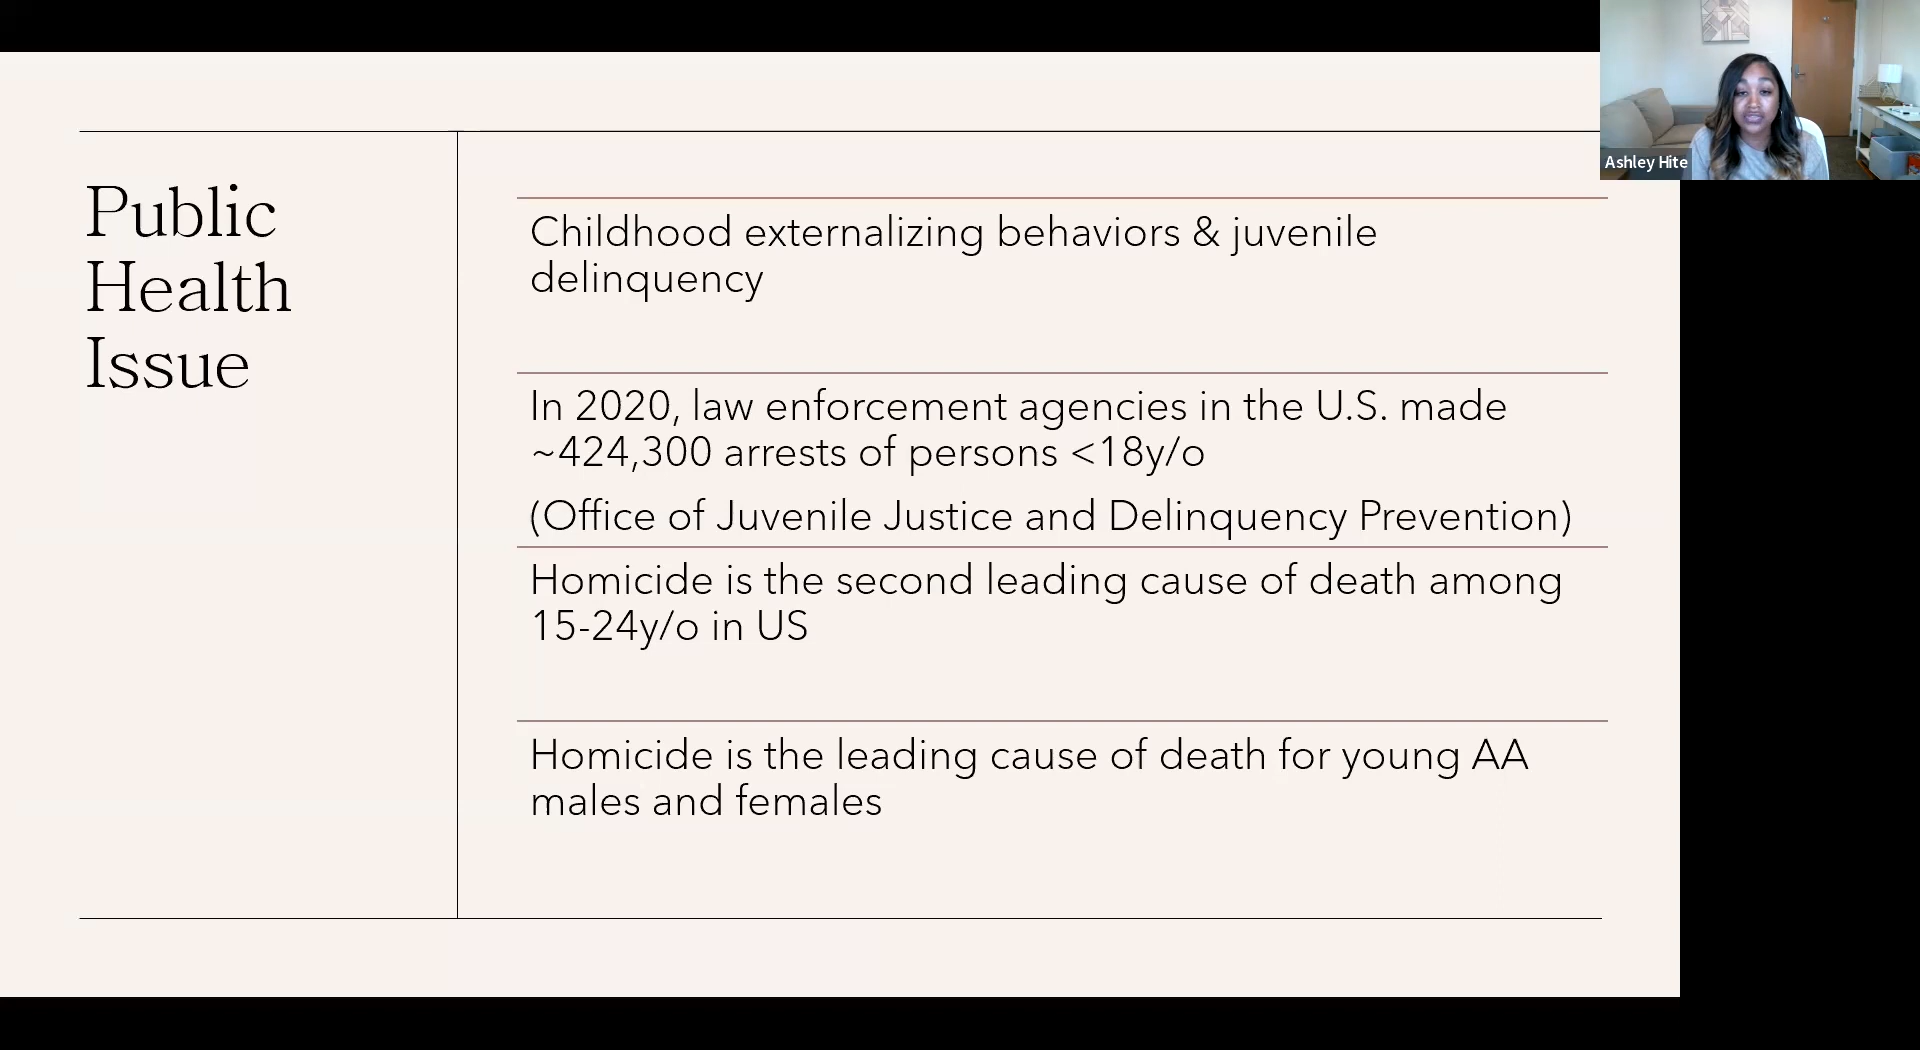 Public
Health
Issue
Childhood externalizing behaviors & juvenile
delinquency
In 2020, law enforcement agencies in the U.S. made
~424,300 arrests of persons <18y/o
(Office of Juvenile Justice and Delinquency Prevention)
Homicide is the second leading cause of death among
15-24y/o in US
Homicide is the leading cause of death for young AA
males and females
Ashley Hite